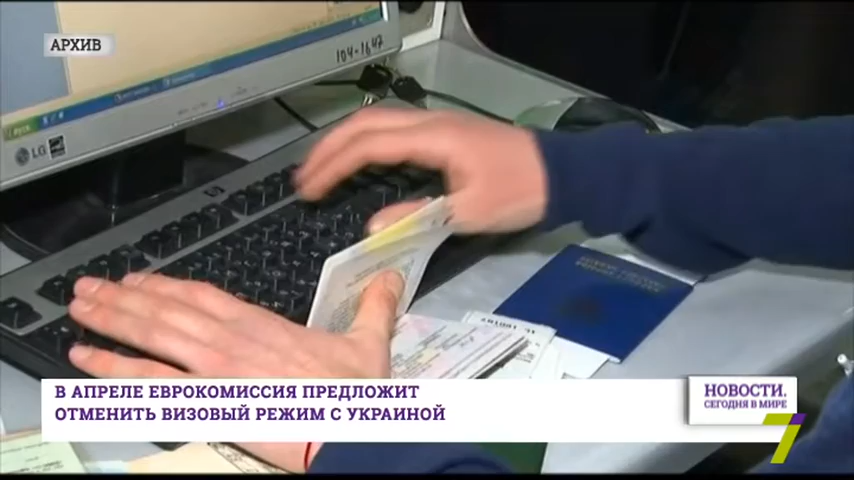 АРХИВ
104-1647
LG
В АПРЕЛЕ ЕВРОКОМИССИЯ ПРЕДЛОЖИТ
ОТМЕНИТЬ ВИЗОВЫЙ РЕЖИМ С УКРАИНОЙ
НОВОСТИ.
СЕГОДНЯ В МИРЕ
7